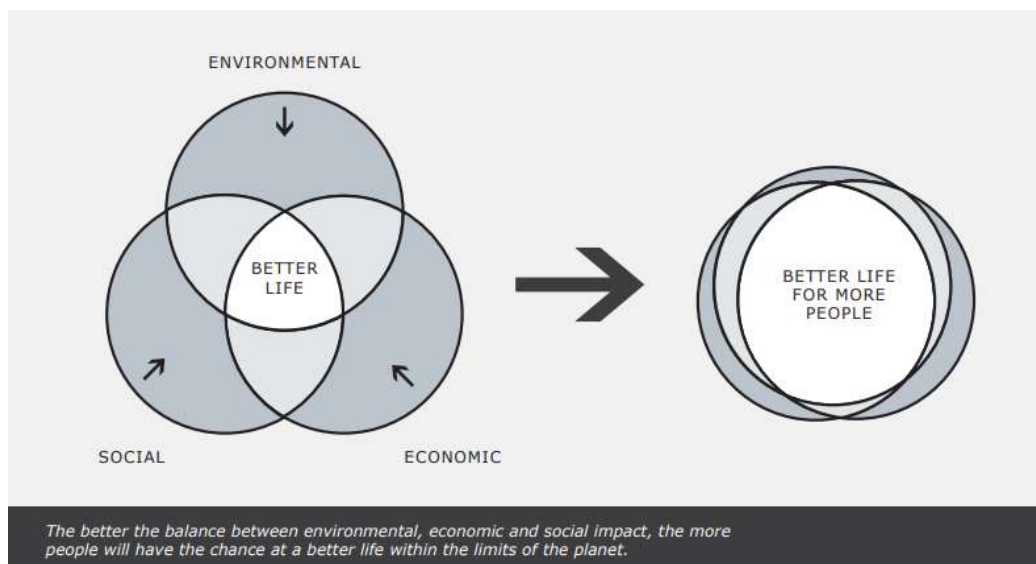 ENVIRONMENTAL
BETTER
LIFE
SOCIAL
ECONOMIC
BETTER LIFE
FOR MORE
PEOPLE
The better the balance between environmental, economic and social impact, the more
people will have the chance at a better life within the limits of the planet.